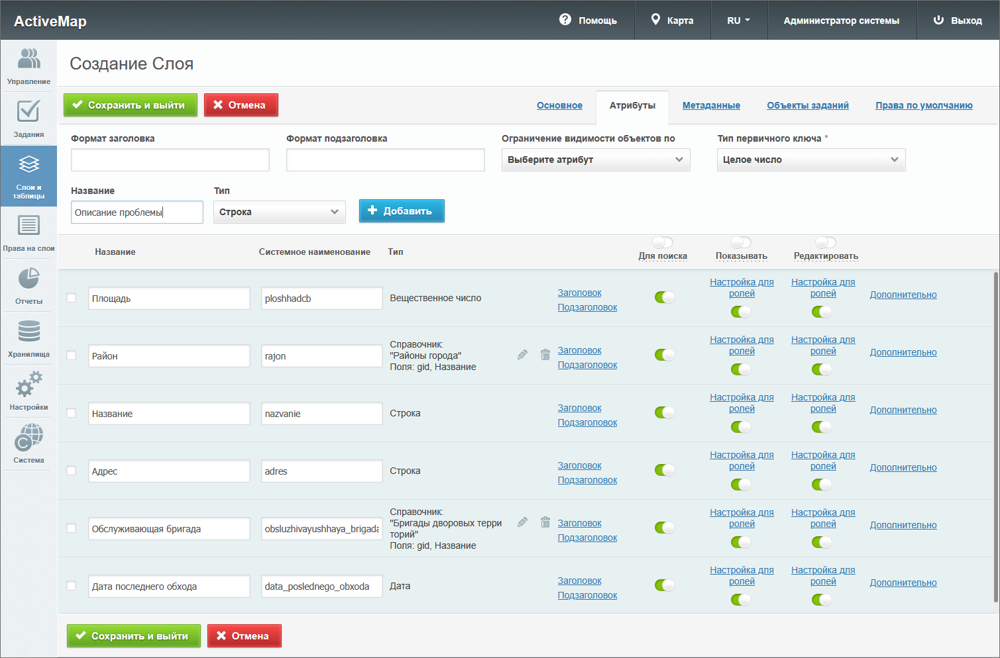 ActiveMap
Помощь
Карта
RU
Администратор системы
Выход
Управление
Задания
Слои и
таблицы
Права на слои
Отчеты
Хранилища
Настройки
Система
Создание Слоя
Сохранить и выйти
Отмена
Основное
Атрибуты
Метаданные
Объекты заданий
Права по умолчанию
Формат заголовка
Формат подзаголовка
Ограничение видимости объектов по
Тип первичного ключа *
Выберите атрибут
Целое число
Название
Тип
Описание проблемы
Строка
Добавить
Название
Системное наименование
Тип
Для поиска
Показывать
Редактировать
Площадь
ploshhadcb
Вещественное число
Заголовок
Подзаголовок
Настройка для
ролей
Настройка для
ролей
Дополнительно
Район
rajon
Справочник:
"Районы города"
Поля: gid, Название
Заголовок
Подзаголовок
Настройка для
ролей
Настройка для
ролей
Дополнительно
Название
nazvanie
Строка
Заголовок
Подзаголовок
Настройка для
ролей
Настройка для
ролей
Дополнительно
Адрес
adres
Строка
Заголовок
Подзаголовок
Настройка для
ролей
Настройка для
ролей
Дополнительно
Обслуживающая бригада
obsluzhivayushhaya_brigada
Справочник:
"Бригады дворовых терри
торий"
Поля: gid, Название
Заголовок
Подзаголовок
Настройка для
ролей
Настройка для
ролей
Дополнительно
Дата последнего обхода
data_poslednego_obxoda
Дата
Заголовок
Подзаголовок
Настройка для
ролей
Настройка для
ролей
Дополнительно
Сохранить и выйти
Отмена